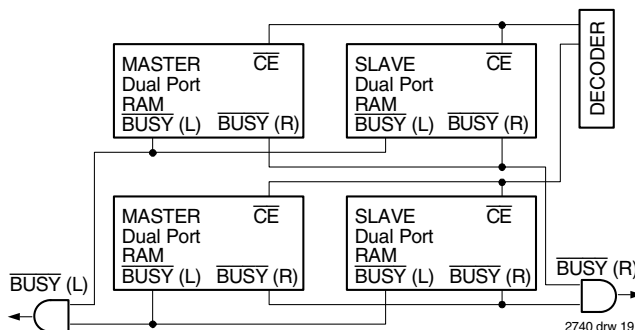 MASTER CE
Dual Port
RAM
BUSY (L) BUSY (R)
SLAVE CE
Dual Port
RAM
BUSY (L) BUSY (R)
DECODER
MASTER CE
Dual Port
RAM
BUSY (L) BUSY (R)
SLAVE CE
Dual Port
RAM
BUSY (L) BUSY (R)
BUSY (L)
BUSY (R)
2740 drw 19